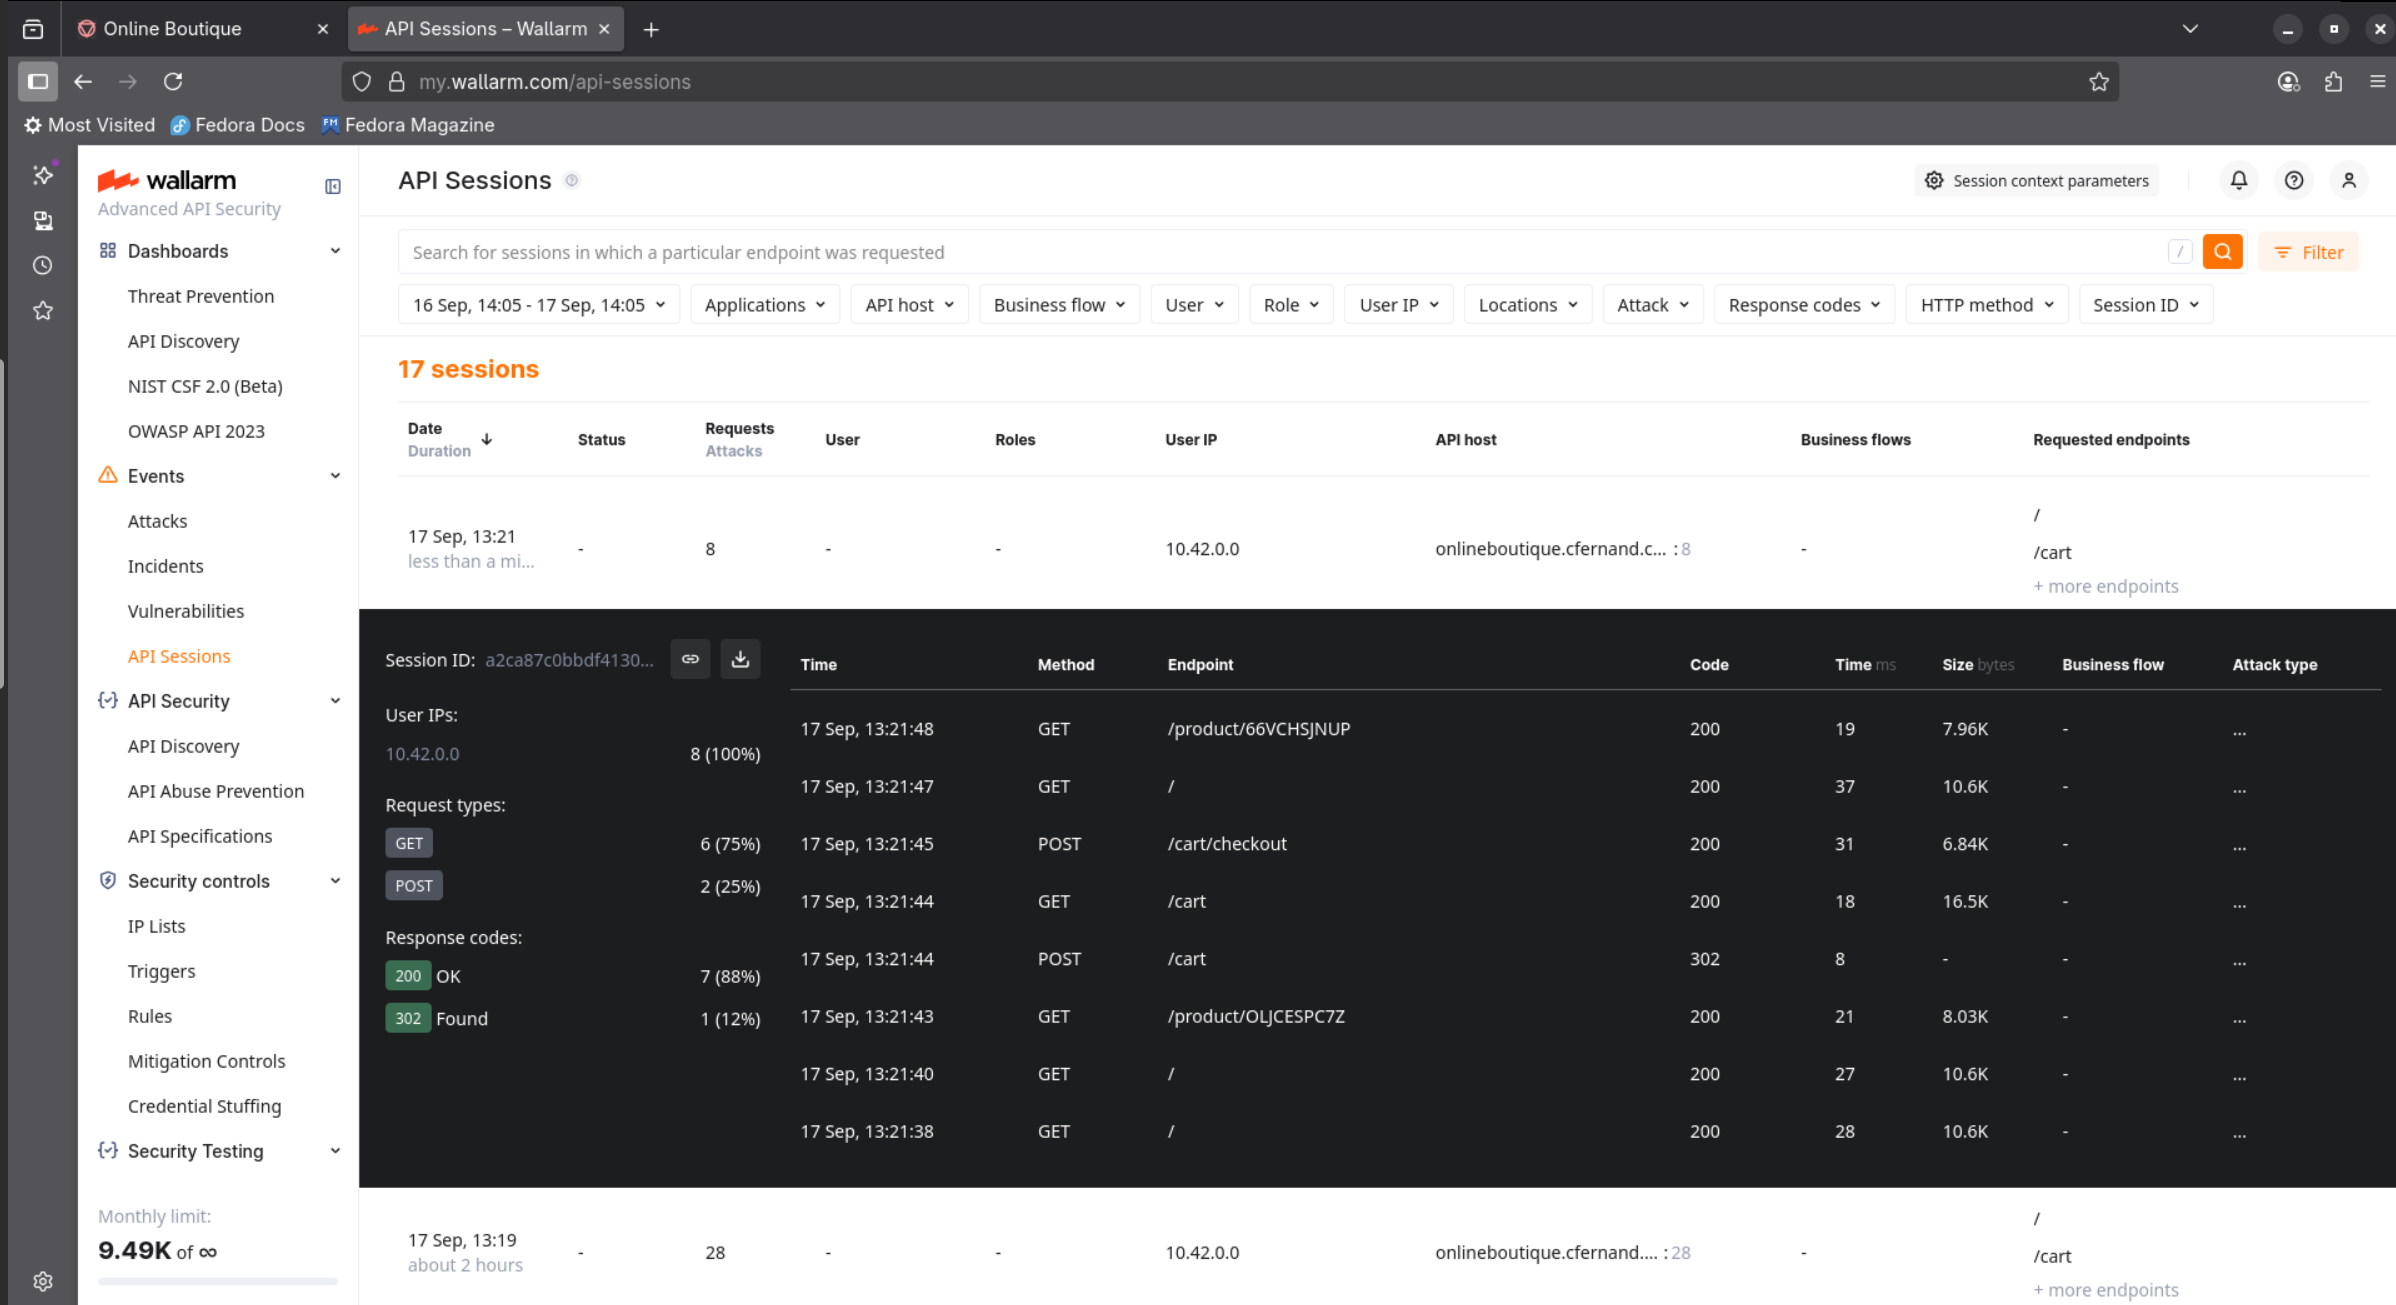 Online Boutique
API Sessions – Wallarm
my.wallarm.com/api-sessions
Most Visited Fedora Docs Fedora Magazine
wallarm
Advanced API Security
Dashboards
Threat Prevention
API Discovery
NIST CSF 2.0 (Beta)
OWASP API 2023
Events
Attacks
Incidents
Vulnerabilities
API Sessions
API Security
API Discovery
API Abuse Prevention
API Specifications
Security controls
IP Lists
Triggers
Rules
Mitigation Controls
Credential Stuffing
Security Testing
Monthly limit:
9.49K of ∞
API Sessions
Session context parameters
Search for sessions in which a particular endpoint was requested /
Filter
16 Sep, 14:05 - 17 Sep, 14:05 Applications API host Business flow User Role User IP Locations Attack Response codes HTTP method Session ID
17 sessions
Date Duration Status Requests Attacks User Roles User IP API host Business flows Requested endpoints
17 Sep, 13:21 - 8 - - 10.42.0.0 onlineboutique.cfernand.c... : 8 - /
less than a mi... /cart
+ more endpoints
Session ID: a2ca87c0bbdf4130...
User IPs:
10.42.0.0 8 (100%)
Request types:
GET 6 (75%)
POST 2 (25%)
Response codes:
200 OK 7 (88%)
302 Found 1 (12%)
Time Method Endpoint Code Time ms Size bytes Business flow Attack type
17 Sep, 13:21:48 GET /product/66VCHSJNUP 200 19 7.96K - ...
17 Sep, 13:21:47 GET / 200 37 10.6K - ...
17 Sep, 13:21:45 POST /cart/checkout 200 31 6.84K - ...
17 Sep, 13:21:44 GET /cart 200 18 16.5K - ...
17 Sep, 13:21:44 POST /cart 302 8 - - ...
17 Sep, 13:21:43 GET /product/OLJCESPC7Z 200 21 8.03K - ...
17 Sep, 13:21:40 GET / 200 27 10.6K - ...
17 Sep, 13:21:38 GET / 200 28 10.6K - ...
17 Sep, 13:19 - 28 - - 10.42.0.0 onlineboutique.cfernand.... : 28 - /
about 2 hours /cart
+ more endpoints